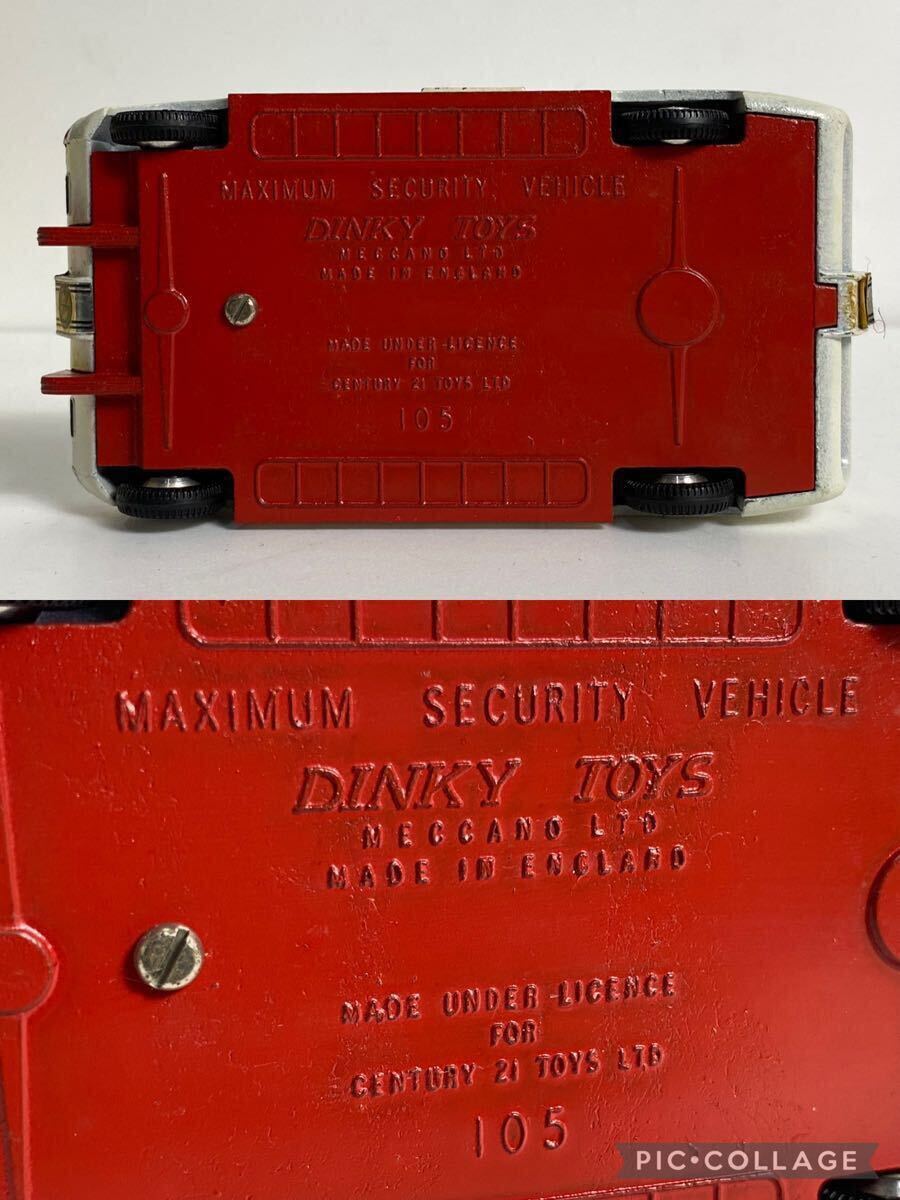 MAXIMUM SECURITY VEHICLE
DINKY TOYS
MECCANO LTD
MADE IN ENGLAND
MADE UNDER LICENCE
FOR
CENTURY 21 TOYS LTD
105
MAXIMUM SECURITY VEHICLE
DINKY TOYS
MECCANO LTD
MADE IN ENGLAND
MADE UNDER LICENCE
FOR
CENTURY 21 TOYS LTD
105
PIC•COLLAGE